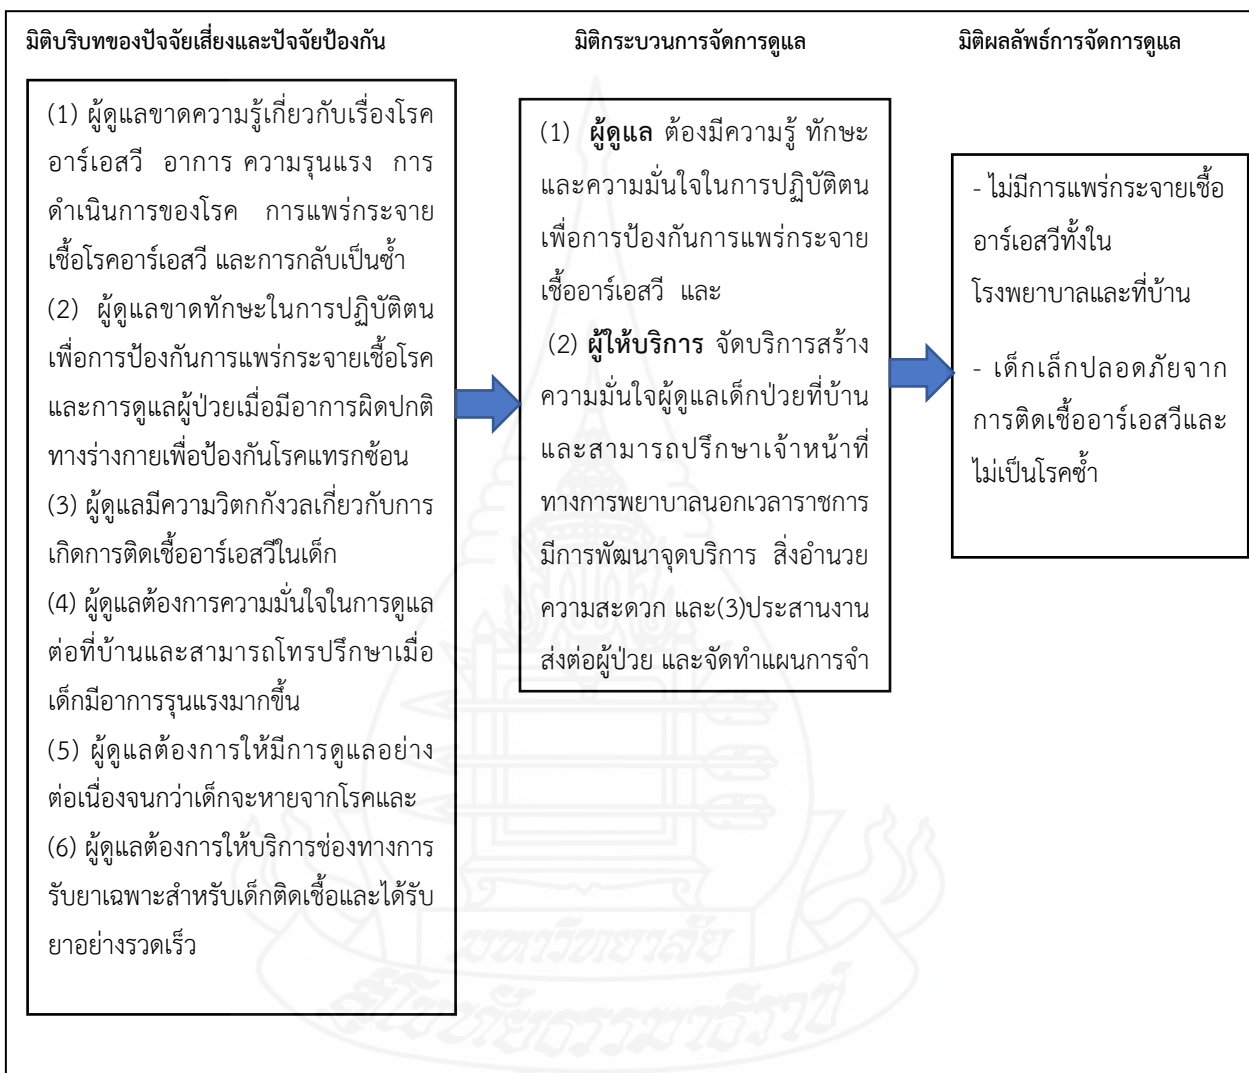 มิติบริบทของปัจจัยเสี่ยงและปัจจัยป้องกัน
(1) ผู้ดูแลขาดความรู้เกี่ยวกับเรื่องโรค
อาร์เอสวี อาการ ความรุนแรง การ
ดำเนินการของโรค การแพร่กระจาย
เชื้อโรคอาร์เอสวี และการกลับเป็นซ้ำ
(2) ผู้ดูแลขาดทักษะในการปฏิบัติตน
เพื่อการป้องกันการแพร่กระจายเชื้อโรค
และการดูแลผู้ป่วยเมื่อมีอาการผิดปกติ
ทางร่างกายเพื่อป้องกันโรคแทรกซ้อน
(3) ผู้ดูแลมีความวิตกกังวลเกี่ยวกับการ
เกิดการติดเชื้ออาร์เอสวีในเด็ก
(4) ผู้ดูแลต้องการความมั่นใจในการดูแล
ต่อที่บ้านและสามารถโทรปรึกษาเมื่อ
เด็กมีอาการรุนแรงมากขึ้น
(5) ผู้ดูแลต้องการให้มีการดูแลอย่าง
ต่อเนื่องจนกว่าเด็กจะหายจากโรคและ
(6) ผู้ดูแลต้องการให้บริการช่องทางการ
รับยาเฉพาะสำหรับเด็กติดเชื้อและได้รับ
ยาอย่างรวดเร็ว
มิติกระบวนการจัดการดูแล
(1) ผู้ดูแล ต้องมีความรู้ ทักษะ
และความมั่นใจในการปฏิบัติตน
เพื่อการป้องกันการแพร่กระจาย
เชื้ออาร์เอสวี และ
(2) ผู้ให้บริการ จัดบริการสร้าง
ความมั่นใจผู้ดูแลเด็กป่วยที่บ้าน
และสามารถปรึกษาเจ้าหน้าที่
ทางการพยาบาลนอกเวลาราชการ
มีการพัฒนาจุดบริการ สิ่งอำนวย
ความสะดวก และ(3)ประสานงาน
ส่งต่อผู้ป่วย และจัดทำแผนการจำ
มิติผลลัพธ์การจัดการดูแล
- ไม่มีการแพร่กระจายเชื้อ
อาร์เอสวีทั้งใน
โรงพยาบาลและที่บ้าน
- เด็กเล็กปลอดภัยจาก
การติดเชื้ออาร์เอสวีและ
ไม่เป็นโรคซ้ำ
มหาวิทยาลัย
สุโขทัยธรรมาธิราช